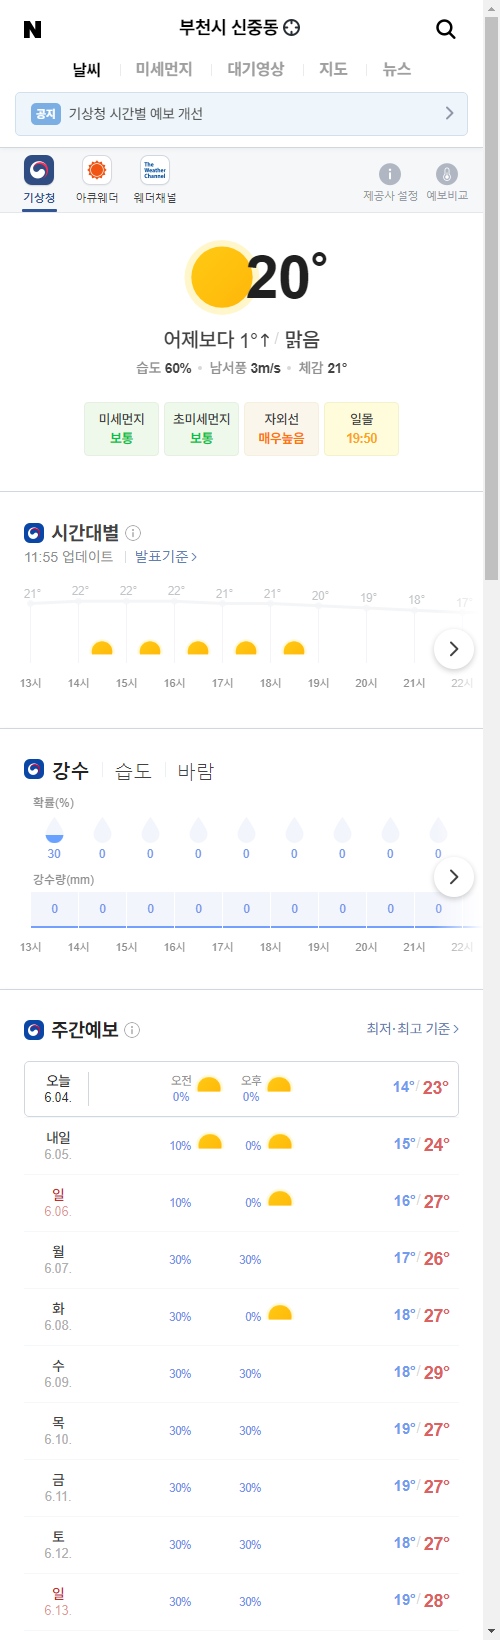 N
부천시 신중동
날씨 미세먼지 대기영상 지도 뉴스
공지 기상청 시간별 예보 개선
The Weather Channel
기상청 아큐웨더 웨더채널 제공사 설정 예보비교
20°
어제보다 1°↑ / 맑음
습도 60% 남서풍 3m/s 체감 21°
미세먼지 초미세먼지 자외선 일몰
보통 보통 매우높음 19:50
시간대별
11:55 업데이트 발표기준 >
21° 22° 22° 22° 21° 21° 20° 19° 18° 17°
13시 14시 15시 16시 17시 18시 19시 20시 21시 22시
강수 습도 바람
확률(%)
30 0 0 0 0 0 0 0 0
강수량(mm)
0 0 0 0 0 0 0 0 0
13시 14시 15시 16시 17시 18시 19시 20시 21시 22시
주간예보 최저·최고 기준 >
오늘 오전 오후
6.04. 0% 0% 14°/23°
내일
6.05. 10% 0% 15°/24°
일
6.06. 10% 0% 16°/27°
월
6.07. 30% 30% 17°/26°
화
6.08. 30% 0% 18°/27°
수
6.09. 30% 30% 18°/29°
목
6.10. 30% 30% 19°/27°
금
6.11. 30% 30% 19°/27°
토
6.12. 30% 30% 18°/27°
일
6.13. 30% 30% 19°/28°